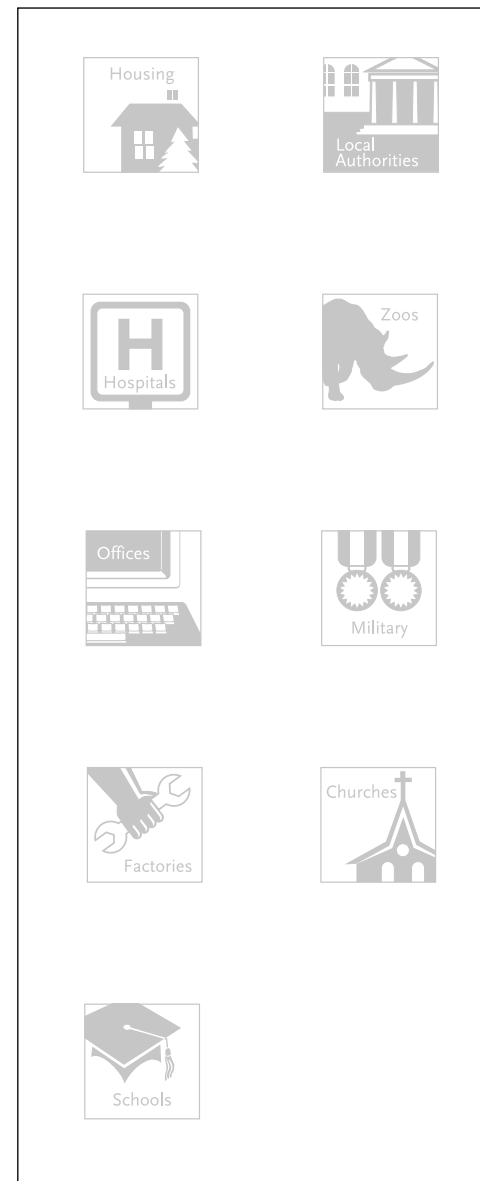 Housing
Local
Authorities
H
Hospitals
Zoos
Offices
Military
Factories
Churches
Schools